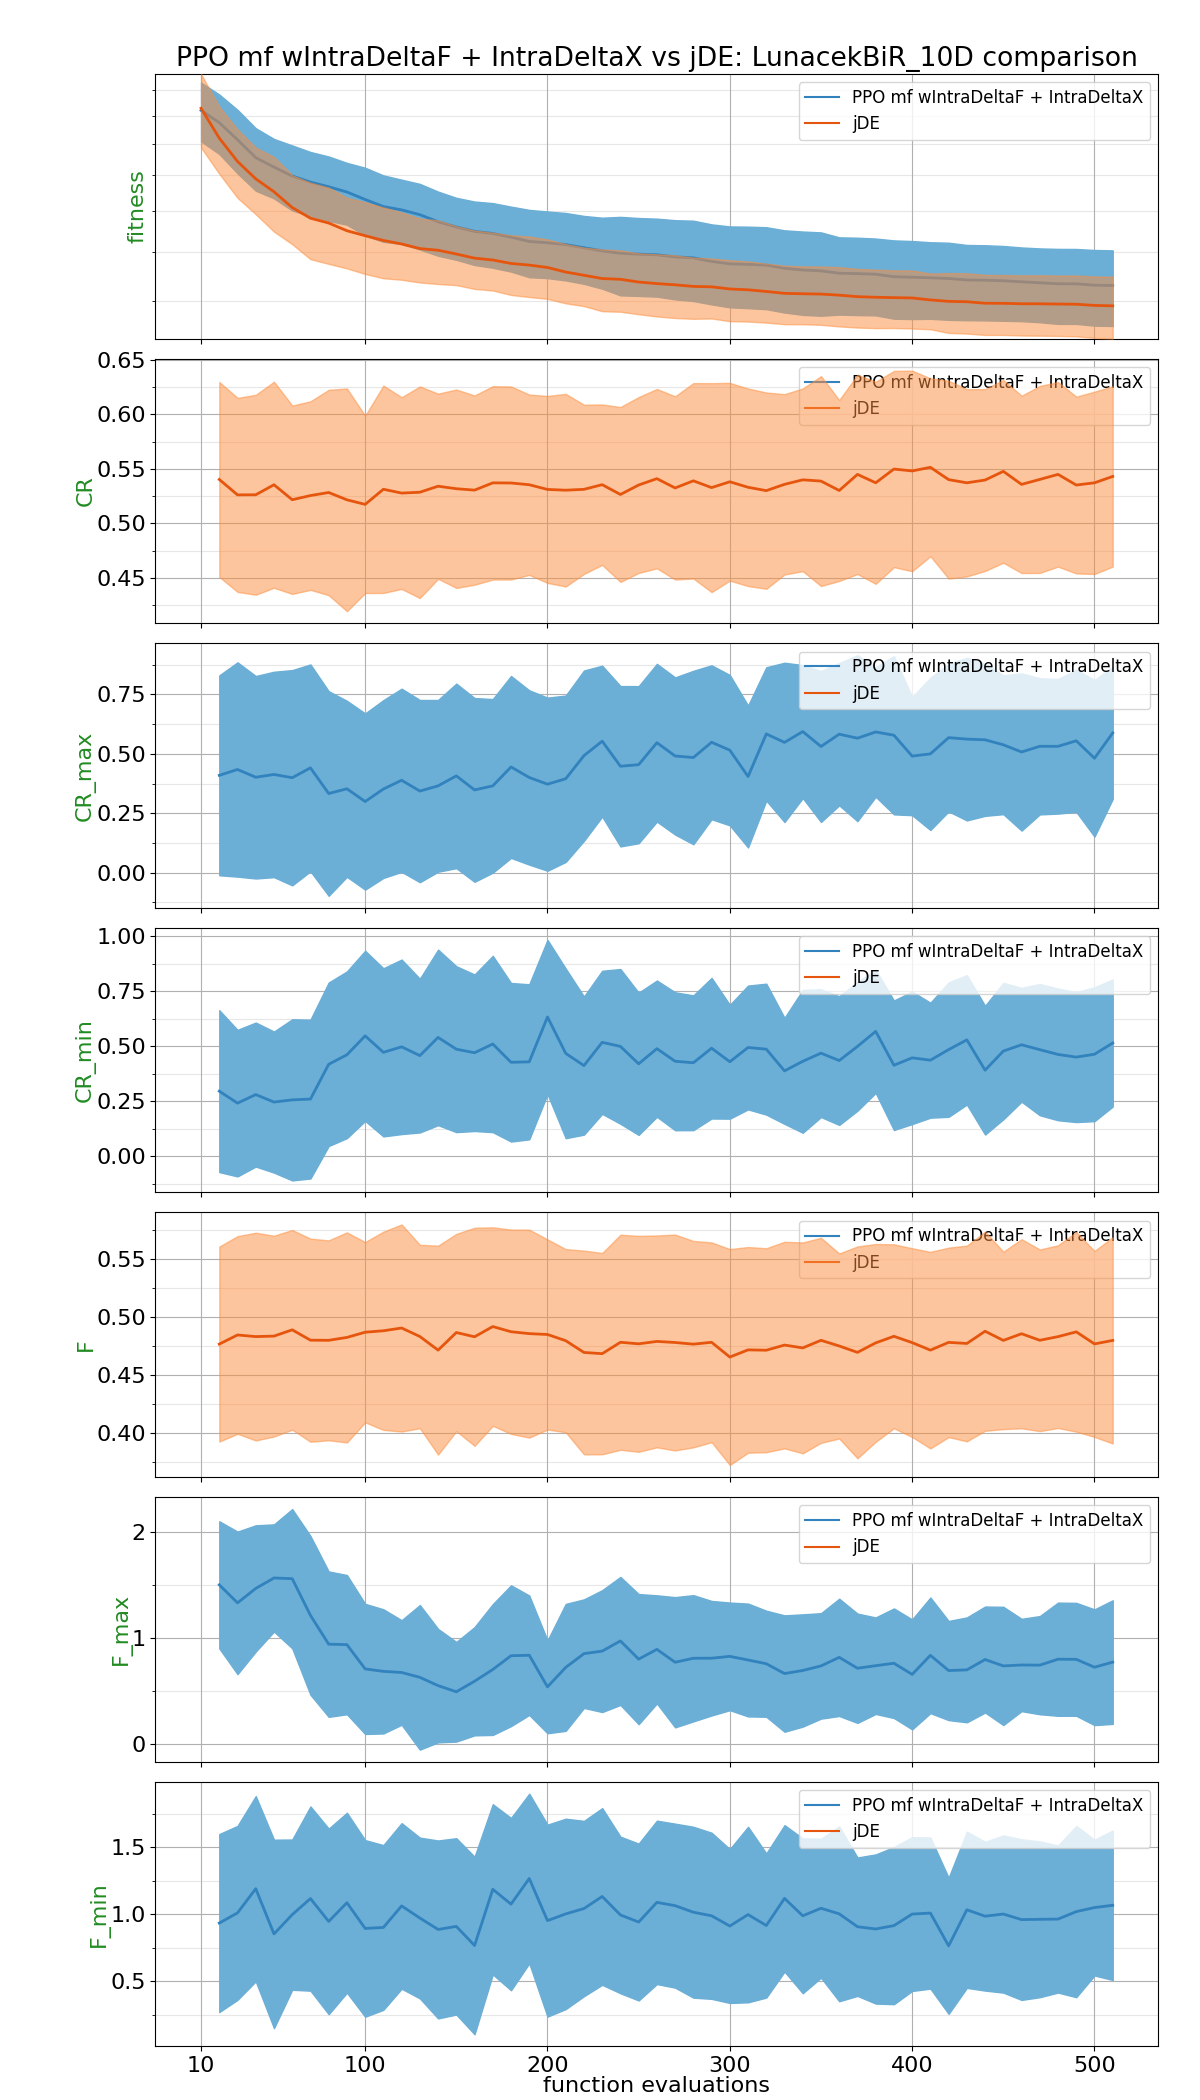 PPO mf wIntraDeltaF + IntraDeltaX vs jDE: LunacekBiR_10D comparison
fitness
PPO mf wIntraDeltaF + IntraDeltaX
jDE
CR
0.65
0.60
0.55
0.50
0.45
PPO mf wIntraDeltaF + IntraDeltaX
jDE
CR_max
0.75
0.50
0.25
0.00
PPO mf wIntraDeltaF + IntraDeltaX
jDE
CR_min
1.00
0.75
0.50
0.25
0.00
PPO mf wIntraDeltaF + IntraDeltaX
jDE
F
0.55
0.50
0.45
0.40
PPO mf wIntraDeltaF + IntraDeltaX
jDE
F_max
2
1
0
PPO mf wIntraDeltaF + IntraDeltaX
jDE
F_min
1.5
1.0
0.5
PPO mf wIntraDeltaF + IntraDeltaX
jDE
10 100 200 300 400 500
function evaluations